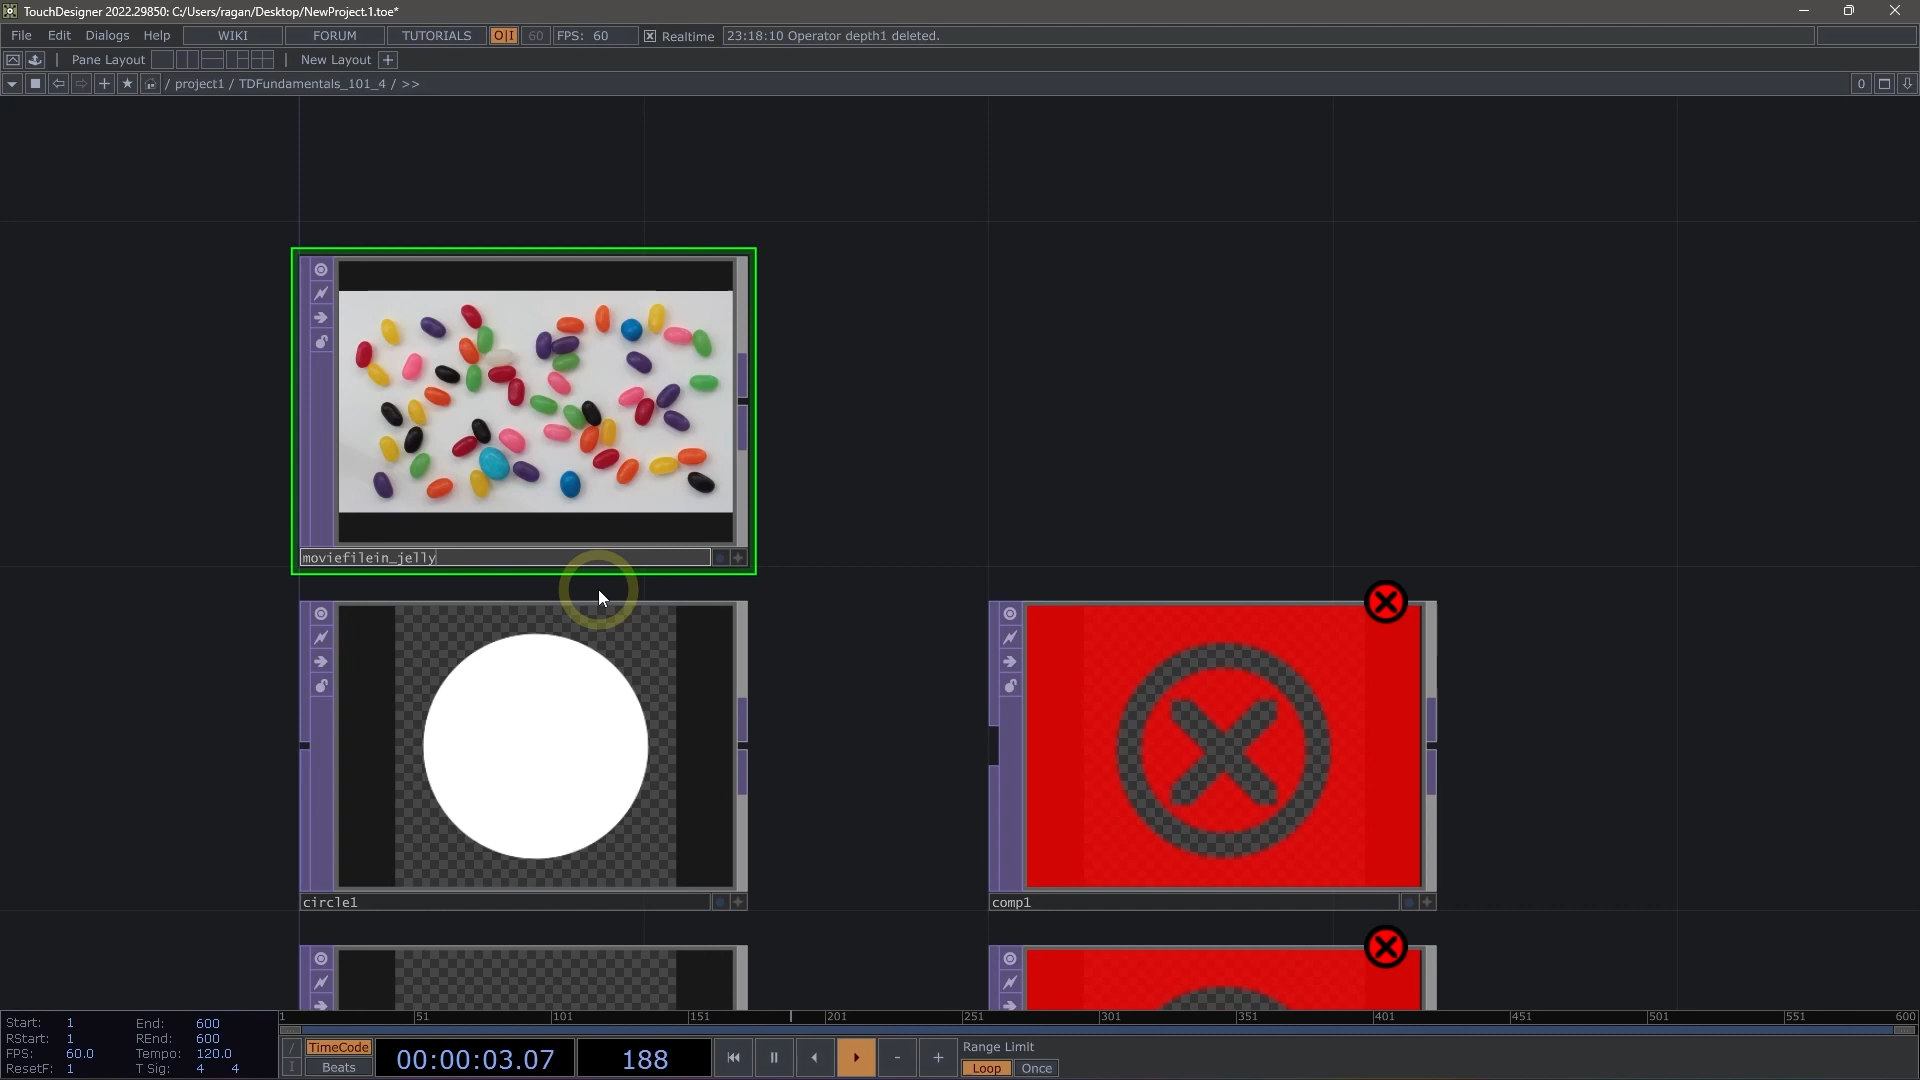 TouchDesigner 2022.29850: C:/Users/ragan/Desktop/NewProject.1.toe*
File Edit Dialogs Help WIKI FORUM TUTORIALS O|I 60 FPS: 60 Realtime 23:18:10 Operator depth1 deleted.
Pane Layout New Layout +
/ project1 / TDFundamentals_101_4 / >> 0
moviefilein_jelly
circle1
comp1
1 51 101 151 201 251 301 351 401 451 501 551 600
Start: 1 End: 600
RStart: 1 REnd: 600
FPS: 60.0 Tempo: 120.0
ResetF: 1 T Sig: 4 4
/ TimeCode
I Beats
00:00:03.07 188 - +
Range Limit
Loop Once